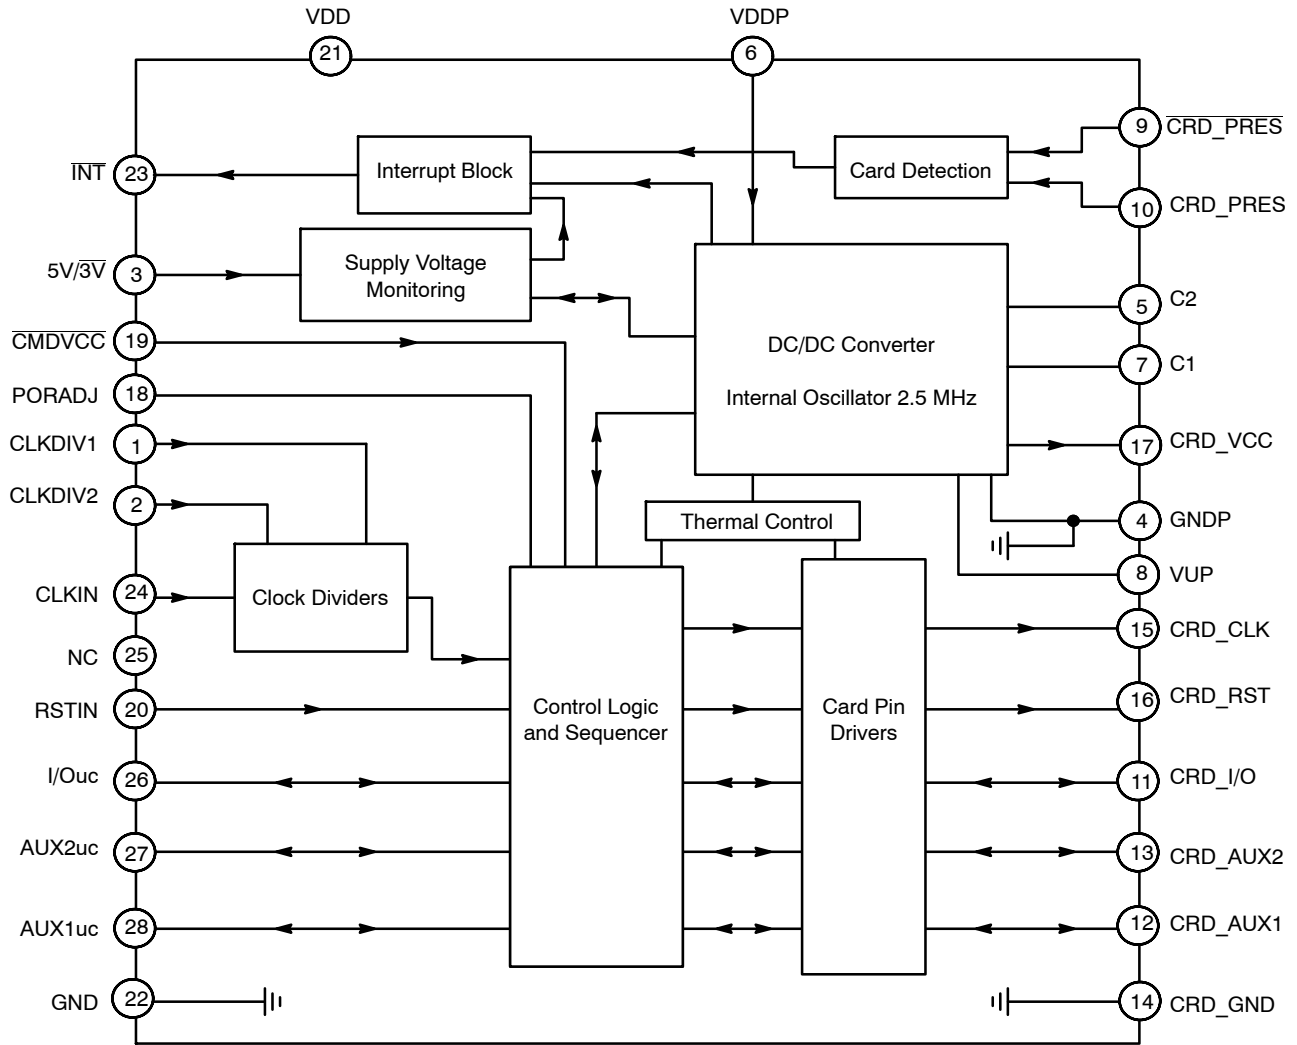 VDD
VDDP
21
6
9
CRD_PRES
INT
23
Interrupt Block
Card Detection
10
CRD_PRES
5V/3V
3
Supply Voltage
Monitoring
5
C2
CMDVCC
19
DC/DC Converter
7
C1
PORADJ
18
Internal Oscillator 2.5 MHz
CLKDIV1
1
17
CRD_VCC
CLKDIV2
2
Thermal Control
4
GNDP
8
VUP
CLKIN
24
Clock Dividers
15
CRD_CLK
NC
25
RSTIN
20
Control Logic
and Sequencer
Card Pin
Drivers
16
CRD_RST
I/Ouc
26
11
CRD_I/O
AUX2uc
27
13
CRD_AUX2
AUX1uc
28
12
CRD_AUX1
GND
22
14
CRD_GND